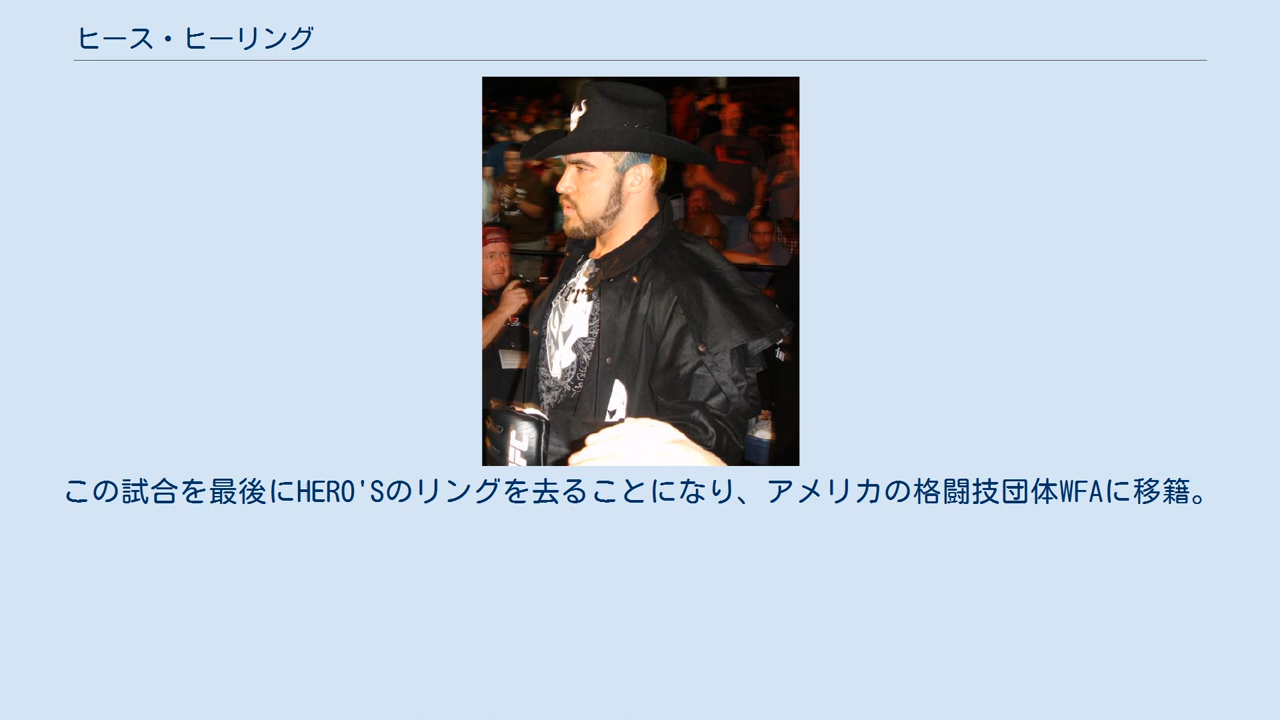 ヒース・ヒーリング
この試合を最後にHERO'Sのリングを去ることになり、アメリカの格闘技団体WFAに移籍。